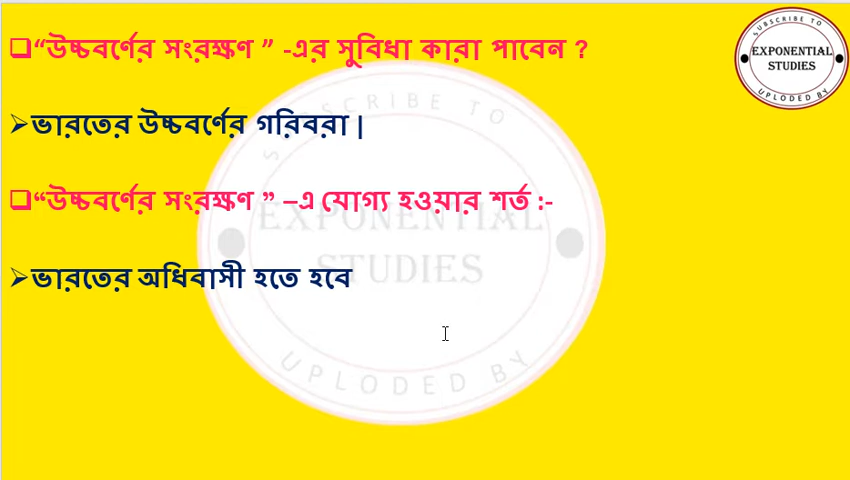 “উচ্চবর্ণের সংরক্ষণ ” -এর সুবিধা কারা পাবেন ?
ভারতের উচ্চবর্ণের গরিবরা |
“উচ্চবর্ণের সংরক্ষণ ” –এ যোগ্য হওয়ার শর্ত :-
ভারতের অধিবাসী হতে হবে
SUBSCRIBE TO
EXPONENTIAL
STUDIES
UPLODED BY
SCRIBE TO
EXPONENTIAL
STUDIES
UPLODED BY